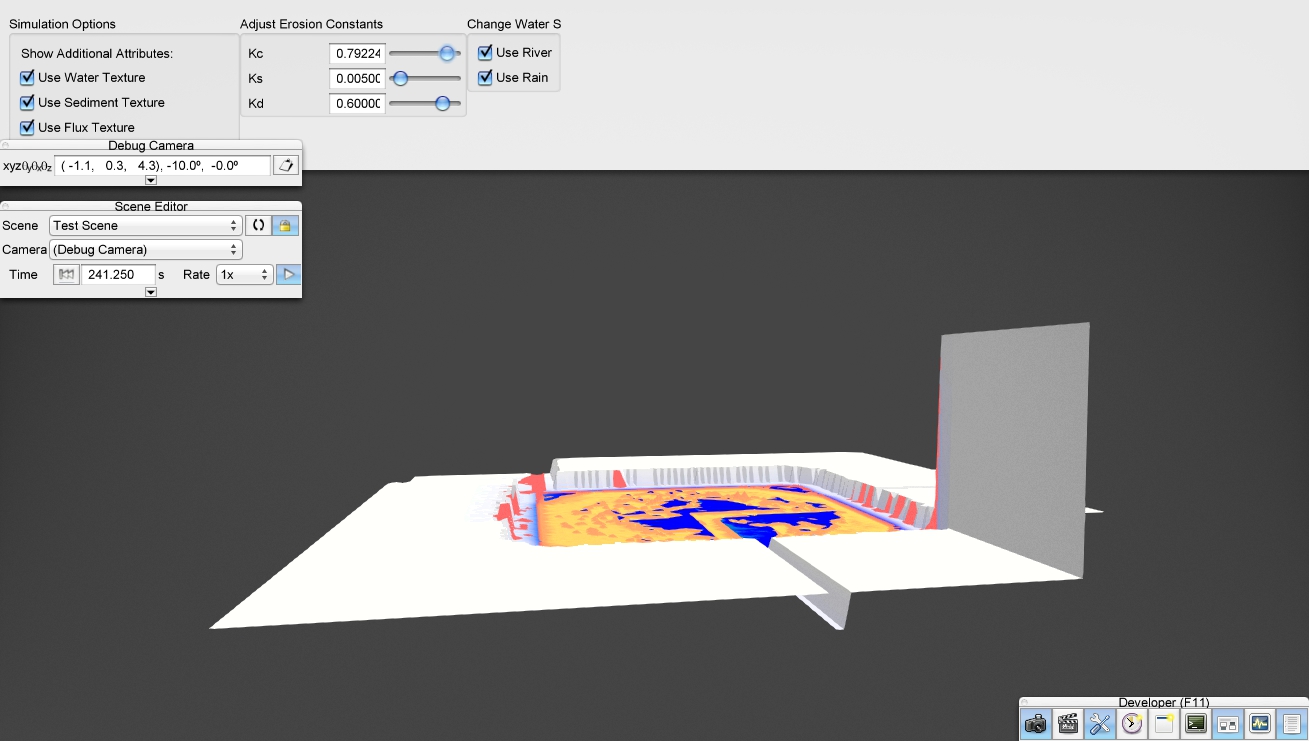 Simulation Options
Adjust Erosion Constants
Change Water S
Show Additional Attributes:
Use Water Texture
Use Sediment Texture
Use Flux Texture
Kc 0.79224
Ks 0.0050
Kd 0.6000
Use River
Use Rain
Debug Camera
( -1.1, 0.3, 4.3), -10.0º, -0.0º
Scene Editor
Scene Test Scene
Camera (Debug Camera)
Time 241.250 s Rate 1x
Developer (F11)